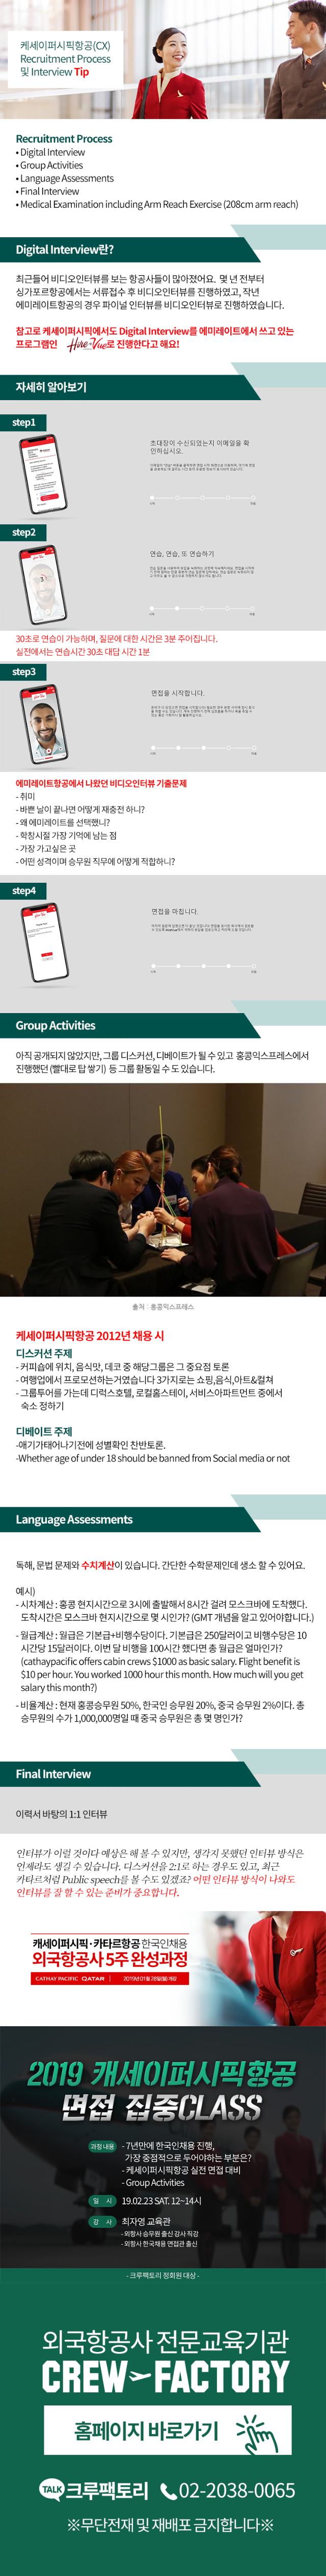 케세이퍼시픽항공(CX)
Recruitment Process
및 Interview Tip
Recruitment Process
• Digital Interview
• Group Activities
• Language Assessments
• Final Interview
• Medical Examination including Arm Reach Exercise (208cm arm reach)
Digital Interview란?
최근들어 비디오인터뷰를 보는 항공사들이 많아졌어요. 몇 년 전부터
싱가포르항공에서는 서류접수 후 비디오인터뷰를 진행하였고, 작년
에미레이트항공의 경우 파이널 인터뷰를 비디오인터뷰로 진행하였습니다.
참고로 케세이퍼시픽에서도 Digital Interview를 에미레이트에서 쓰고 있는
프로그램인 HireVue로 진행한다고 해요!
자세히 알아보기
step1
초대장이 수신되었는지 이메일을 확
인하십시오.
step2
연습, 연습, 또 연습하기
30초로 연습이 가능하며, 질문에 대한 시간은 3분 주어집니다.
실전에서는 연습시간 30초 대답 시간 1분
step3
면접을 시작합니다.
에미레이트항공에서 나왔던 비디오인터뷰 기출문제
- 취미
- 바쁜 날이 끝나면 어떻게 재충전 하니?
- 왜 에미레이트를 선택했니?
- 학창시절 가장 기억에 남는 점
- 가장 가고싶은 곳
- 어떤 성격이며 승무원 직무에 어떻게 적합하니?
step4
면접을 마칩니다.
Group Activities
아직 공개되지 않았지만, 그룹 디스커션, 디베이트가 될 수 있고 홍콩익스프레스에서
진행했던 (빨대로 탑 쌓기) 등 그룹 활동일 수 도 있습니다.
출처 : 홍콩익스프레스
케세이퍼시픽항공 2012년 채용 시
디스커션 주제
- 커피숍에 위치, 음식맛, 데코 중 해당그룹은 그 중요점 토론
- 여행업에서 프로모션하는거였습니다 3가지로는 쇼핑,음식,아트&컬쳐
- 그룹투어를 가는데 디럭스호텔, 로컬홈스테이, 서비스아파트먼트 중에서
숙소 정하기
디베이트 주제
-애기가태어나기전에 성별확인 찬반토론.
-Whether age of under 18 should be banned from Social media or not
Language Assessments
독해, 문법 문제와 수치계산이 있습니다. 간단한 수학문제인데 생소 할 수 있어요.
예시)
- 시차계산 : 홍콩 현지시간으로 3시에 출발해서 8시간 걸려 모스크바에 도착했다.
도착시간은 모스크바 현지시간으로 몇 시인가? (GMT 개념을 알고 있어야합니다.)
- 월급계산 : 월급은 기본급+비행수당이다. 기본급은 250달러이고 비행수당은 10
시간당 15달러이다. 이번 달 비행을 100시간 했다면 총 월급은 얼마인가?
(cathaypacific offers cabin crews $1000 as basic salary. Flight benefit is
$10 per hour. You worked 1000 hour this month. How much will you get
salary this month?)
- 비율계산 : 현재 홍콩승무원 50%, 한국인 승무원 20%, 중국 승무원 2%이다. 총
승무원의 수가 1,000,000명일 때 중국 승무원은 총 몇 명인가?
Final Interview
이력서 바탕의 1:1 인터뷰
인터뷰가 이럴 것이다 예상은 해 볼 수 있지만, 생각지 못했던 인터뷰 방식은
언제라도 생길 수 있습니다. 디스커션을 2:1로 하는 경우도 있고, 최근
카타르처럼 Public speech를 볼 수도 있겠죠? 어떤 인터뷰 방식이 나와도
인터뷰를 잘 할 수 있는 준비가 중요합니다.
캐세이퍼시픽·카타르항공 한국인채용
외국항공사 5주 완성과정
CATHAY PACIFIC QATAR 2019년 01월 28일(월) 개강
2019 캐세이퍼시픽항공
면접 집중CLASS
과정 내용 - 7년만에 한국인채용 진행,
가장 중점적으로 두어야하는 부분은?
- 케세이퍼시픽항공 실전 면접 대비
- Group Activities
일 시 19.02.23 SAT. 12~14시
강 사 최자영 교육관
- 외항사 승무원 출신 강사 직강
- 외항사 한국채용 면접관 출신
- 크루팩토리 정회원 대상 -
외국항공사 전문교육기관
CREW FACTORY
홈페이지 바로가기
TALK 크루팩토리 02-2038-0065
※무단전재 및 재배포 금지합니다※